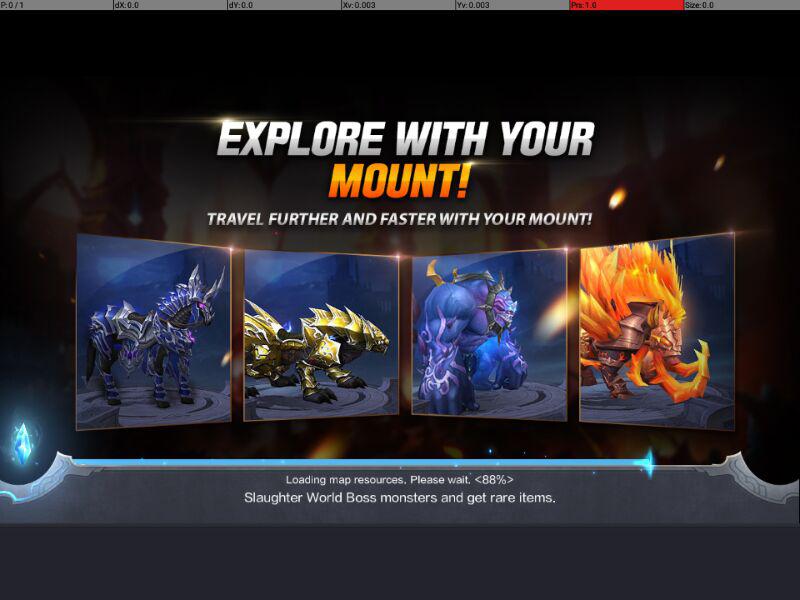 P: 0 / 1 dX: 0.0 dY: 0.0 Xv: 0.003 Yv: 0.003 Prs: 1.0 Size: 0.0
EXPLORE WITH YOUR
MOUNT!
TRAVEL FURTHER AND FASTER WITH YOUR MOUNT!
Loading map resources. Please wait. <88%>
Slaughter World Boss monsters and get rare items.